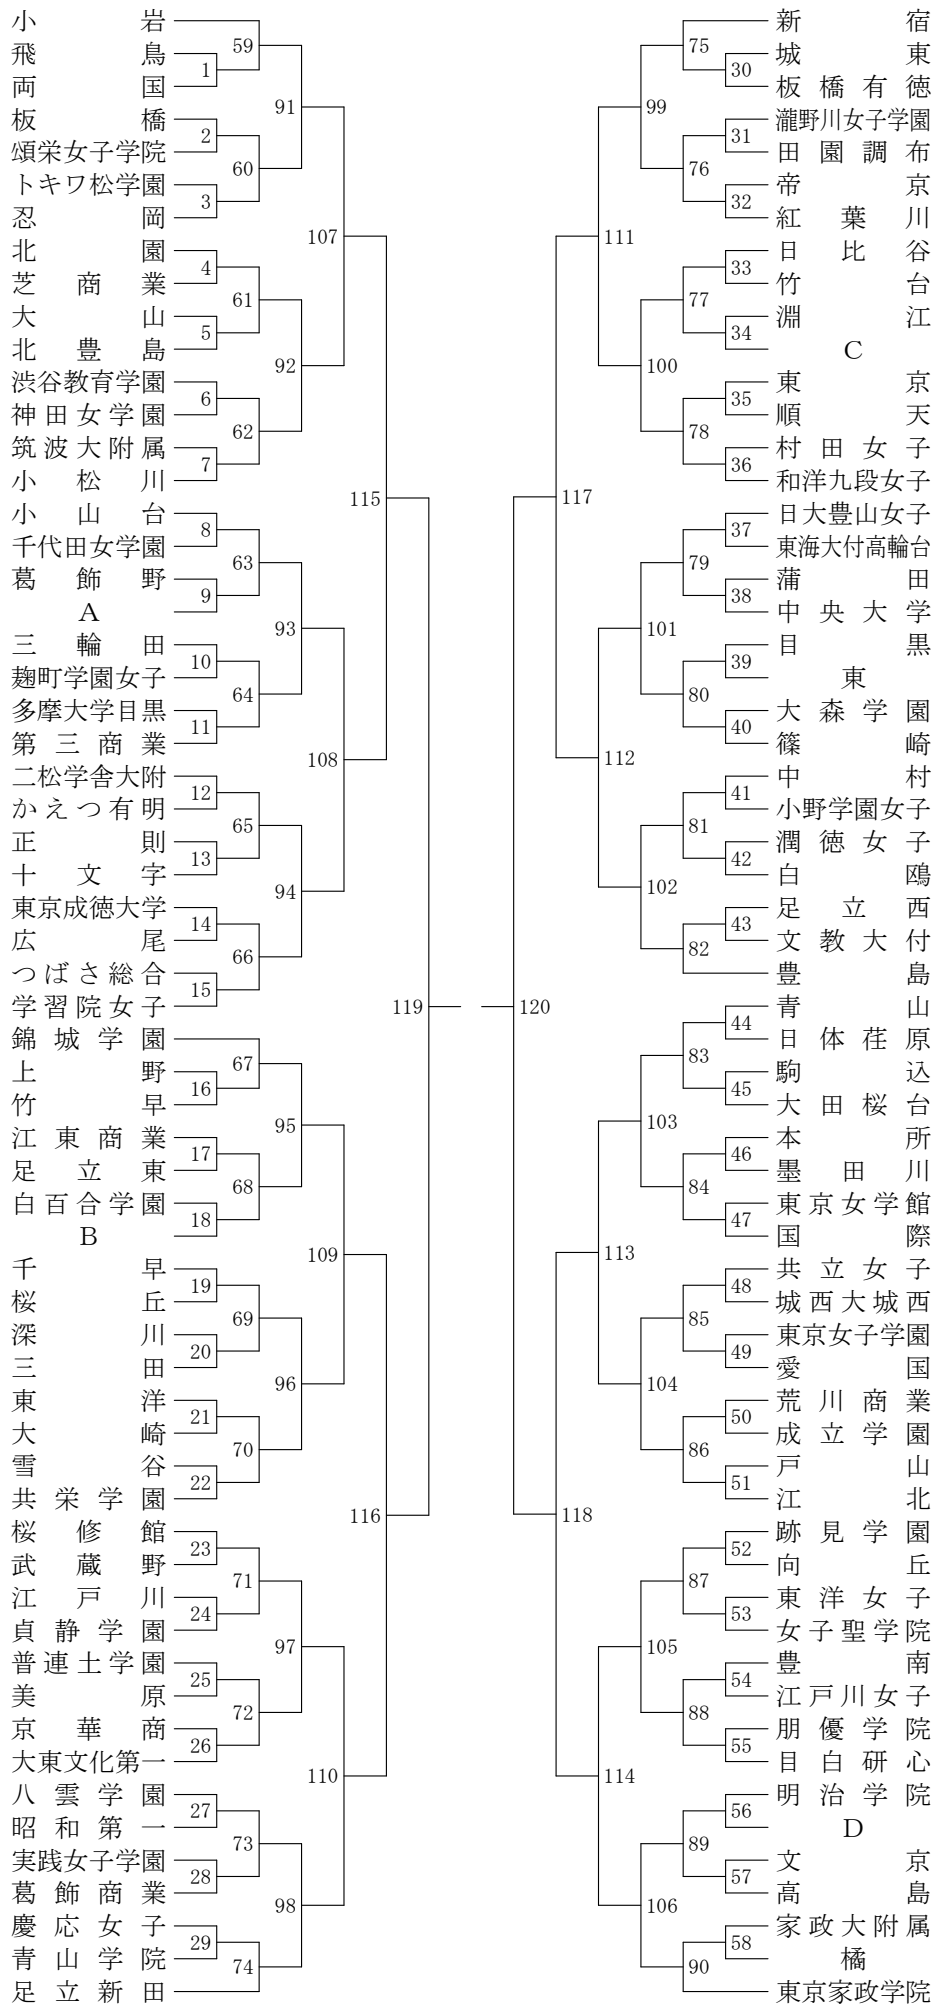 小岩
59
飛鳥
1
両国
91
板橋
2
頌栄女子学院
60
トキワ松学園
3
忍岡
107
北園
4
芝商業
61
大山
5
北豊島
92
渋谷教育学園
6
神田女学園
62
筑波大附属
7
小松川
115
小山台
8
千代田女学園
63
葛飾野
9
A
93
三輪田
10
麹町学園女子
64
多摩大学目黒
11
第三商業
108
二松学舎大附
12
かえつ有明
65
正則
13
十文字
94
東京成徳大学
14
広尾
66
つばさ総合
15
学習院女子
119
錦城学園
67
上野
16
竹早
95
江東商業
17
足立東
68
白百合学園
18
B
109
千早
19
桜丘
69
深川
20
三田
96
東洋
21
大崎
70
雪谷
22
共栄学園
116
桜修館
23
武蔵野
71
江戸川
24
貞静学園
97
普連土学園
25
美原
72
京華商
26
大東文化第一
110
八雲学園
27
昭和第一
73
実践女子学園
28
葛飾商業
98
慶応女子
29
青山学院
74
足立新田
新宿
75
城東
30
板橋有徳
99
瀧野川女子学園
31
田園調布
76
帝京
32
紅葉川
111
日比谷
33
竹台
77
淵江
34
C
100
東京
35
順天
78
村田女子
36
和洋九段女子
117
日大豊山女子
37
東海大付高輪台
79
蒲田
38
中央大学
101
目黒
39
東
80
大森学園
40
篠崎
112
中村
41
小野学園女子
81
潤徳女子
42
白鴎
102
足立西
43
文教大付
82
豊島
120
青山
44
日体荏原
83
駒込
45
大田桜台
103
本所
46
墨田川
84
東京女学館
47
国際
113
共立女子
48
城西大城西
85
東京女子学園
49
愛国
104
荒川商業
50
成立学園
86
戸山
51
江北
118
跡見学園
52
向丘
87
東洋女子
53
女子聖学院
105
豊南
54
江戸川女子
88
朋優学院
55
目白研心
114
明治学院
56
D
89
文京
57
高島
106
家政大附属
58
橘
90
東京家政学院